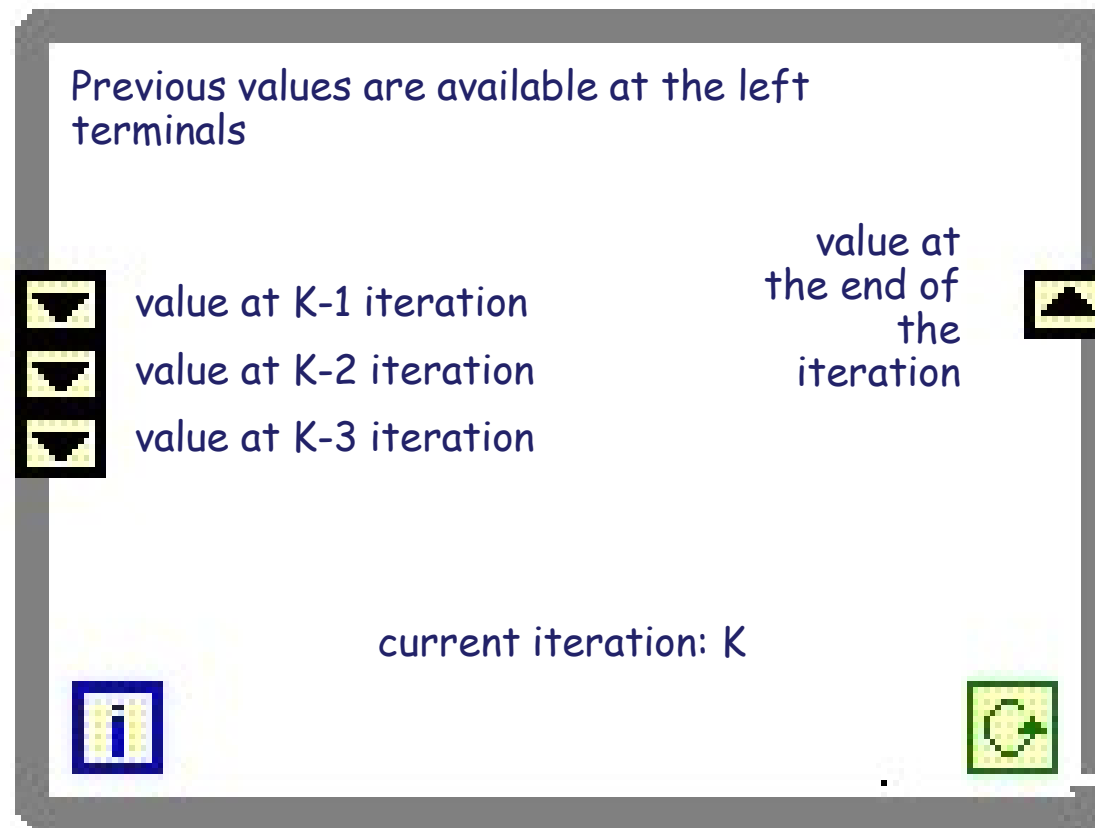 Previous values are available at the left
terminals
value at
the end of
the
iteration
value at K-1 iteration
value at K-2 iteration
value at K-3 iteration
current iteration: K
i